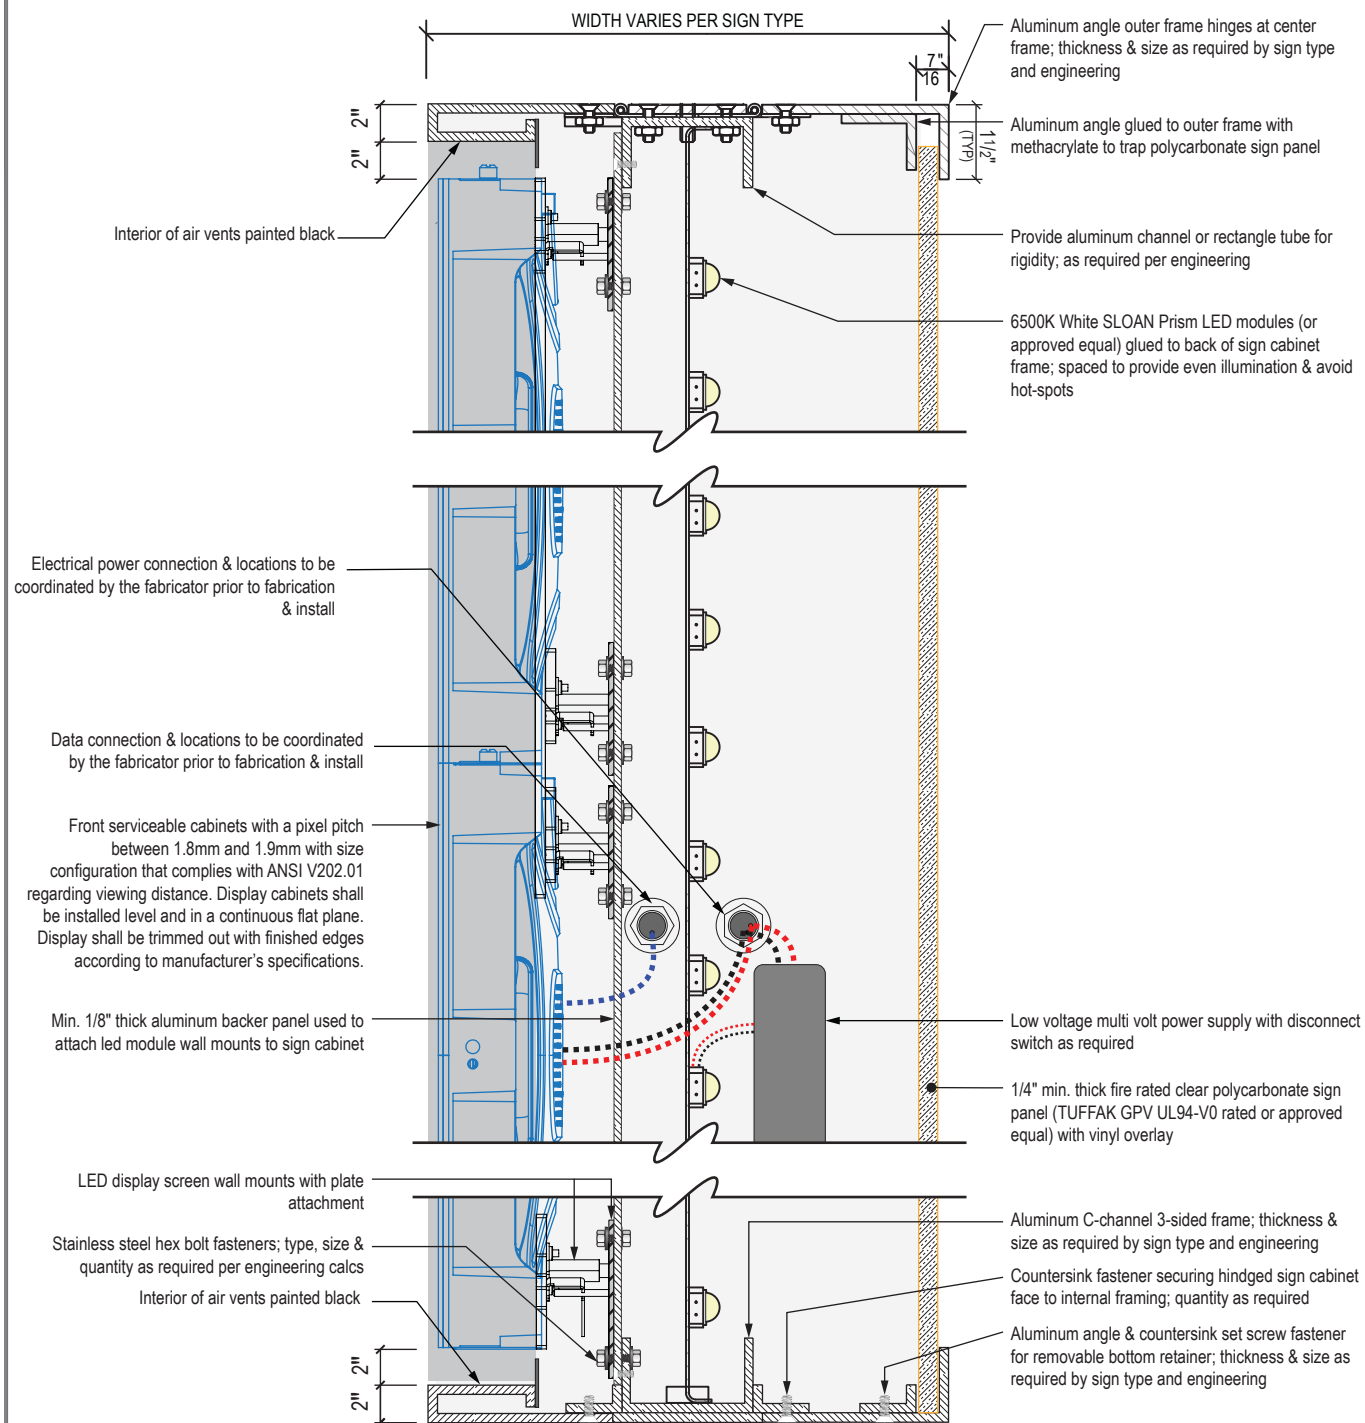 WIDTH VARIES PER SIGN TYPE
Aluminum angle outer frame hinges at center
frame; thickness & size as required by sign type
and engineering
7"
16
2"
2"
1 1/2"
(TYP)
Aluminum angle glued to outer frame with
methacrylate to trap polycarbonate sign panel
Interior of air vents painted black
Provide aluminum channel or rectangle tube for
rigidity; as required per engineering
6500K White SLOAN Prism LED modules (or
approved equal) glued to back of sign cabinet
frame; spaced to provide even illumination & avoid
hot-spots
Electrical power connection & locations to be
coordinated by the fabricator prior to fabrication
& install
Data connection & locations to be coordinated
by the fabricator prior to fabrication & install
Front serviceable cabinets with a pixel pitch
between 1.8mm and 1.9mm with size
configuration that complies with ANSI V202.01
regarding viewing distance. Display cabinets shall
be installed level and in a continuous flat plane.
Display shall be trimmed out with finished edges
according to manufacturer's specifications.
Min. 1/8" thick aluminum backer panel used to
attach led module wall mounts to sign cabinet
Low voltage multi volt power supply with disconnect
switch as required
1/4" min. thick fire rated clear polycarbonate sign
panel (TUFFAK GPV UL94-V0 rated or approved
equal) with vinyl overlay
LED display screen wall mounts with plate
attachment
Stainless steel hex bolt fasteners; type, size &
quantity as required per engineering calcs
Interior of air vents painted black
Aluminum C-channel 3-sided frame; thickness &
size as required by sign type and engineering
Countersink fastener securing hindged sign cabinet
face to internal framing; quantity as required
Aluminum angle & countersink set screw fastener
for removable bottom retainer; thickness & size as
required by sign type and engineering
2"
2"